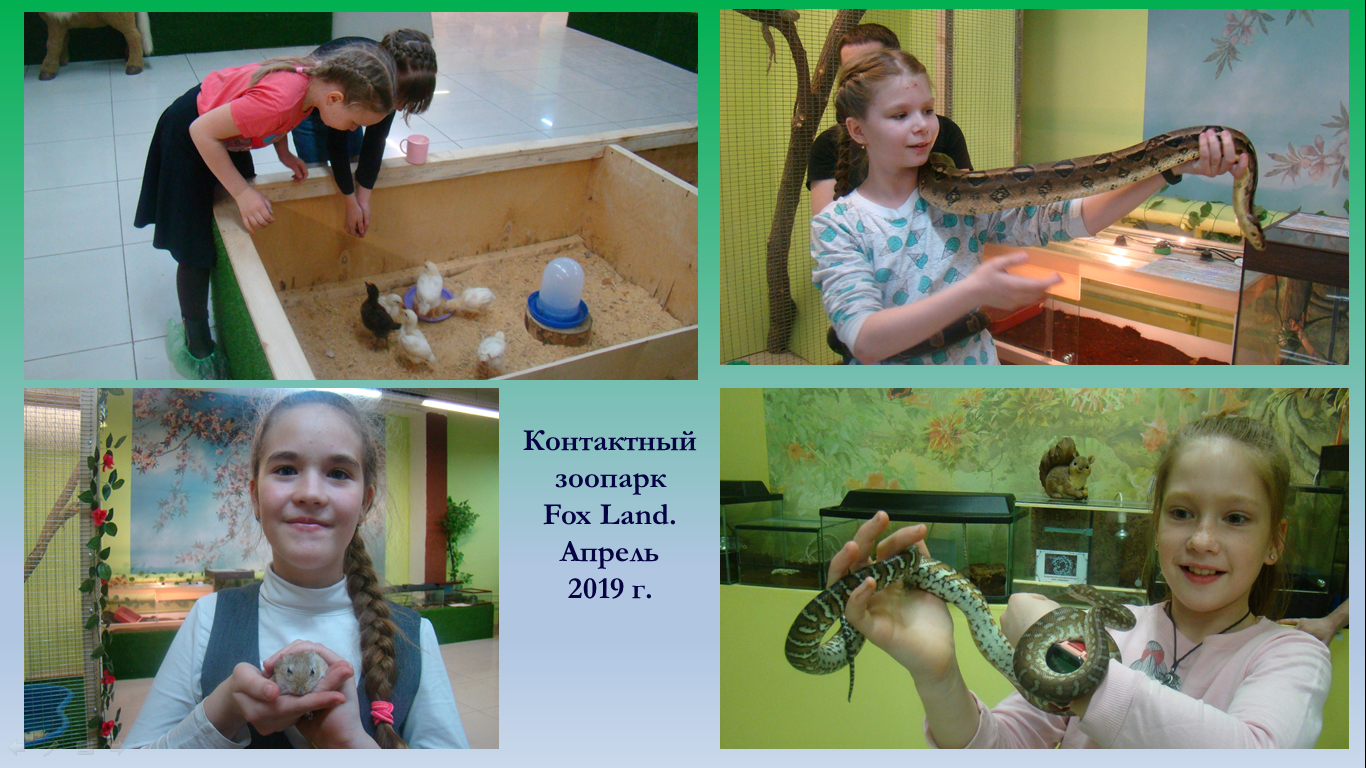 Контактный
зоопарк
Fox Land.
Апрель
2019 г.